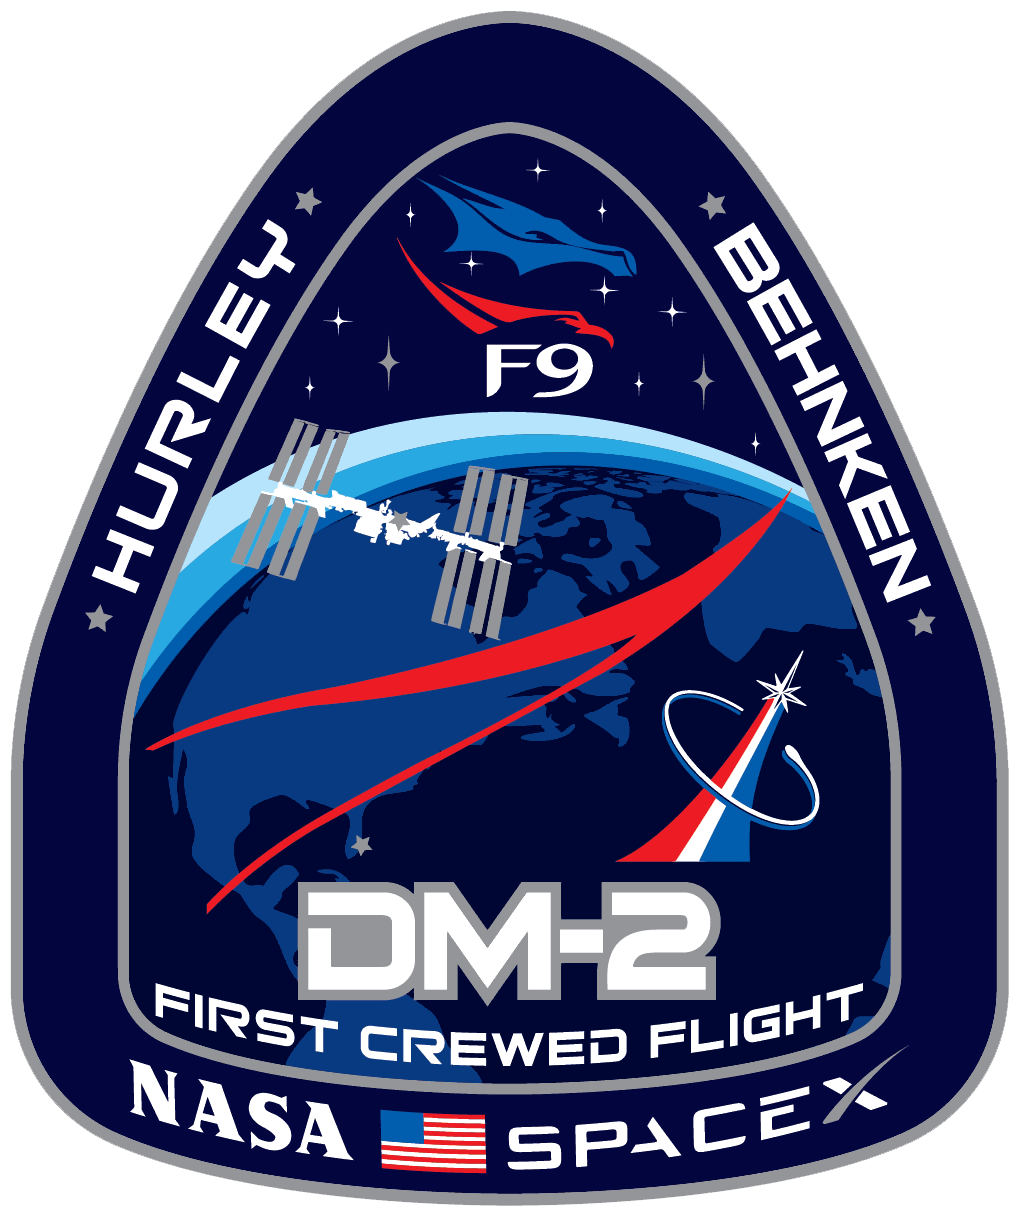 HURLEY
BEHNKEN
F9
DM-2
FIRST CREWED FLIGHT
NASA
SPACEX